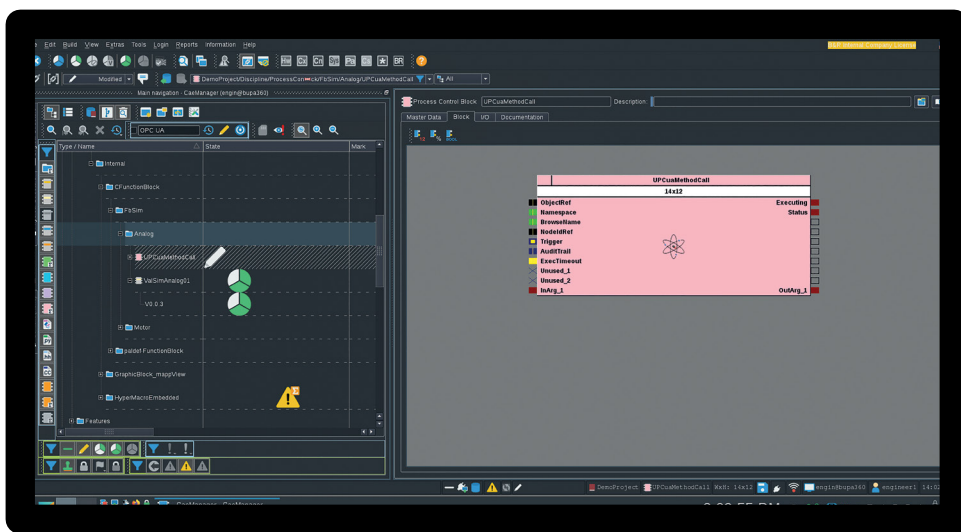 Edit Build View Extras Tools Login Reports Information Help
B&R Internal Company License
Modified
DemoProject/Discipline/ProcessCon
ck/FbSim/Analog/UPCuaMethodCall
All
Main navigation - CaeManager (engin@bupa360)
Process Control Block UPCuaMethodCall Description:
Master Data Block I/O Documentation
OPC UA
Type / Name State Mark
Internal
CFunctionBlock
FbSim
Analog
UPCuaMethodCall
ValSimAnalog01
V0.0.3
Motor
paldef FunctionBlock
GraphicBlock_mappView
HyperMacroEmbedded
Features
UPCuaMethodCall
14x12
ObjectRef Executing
Namespace Status
BrowseName
NodeIdRef
Trigger
AuditTrail
ExecTimeout
Unused_1
Unused_2
InArg_1 OutArg_1
DemoProject UPCuaMethodCall WxH: 14x12 engin@bupa360 engineer1 14:02